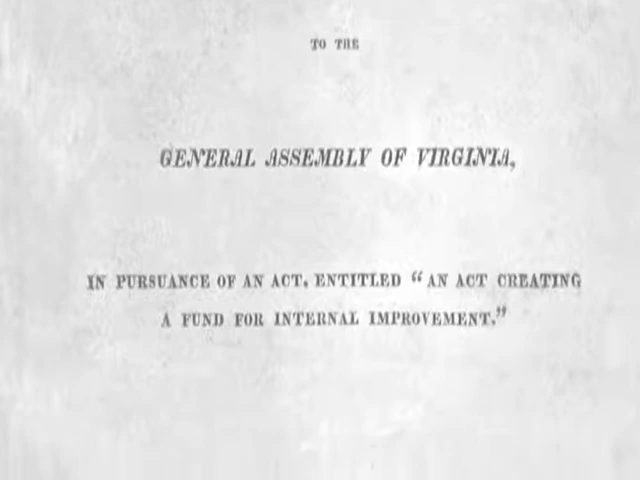 TO THE
GENERAL ASSEMBLY OF VIRGINIA,
IN PURSUANCE OF AN ACT, ENTITLED “AN ACT CREATING
A FUND FOR INTERNAL IMPROVEMENT.”